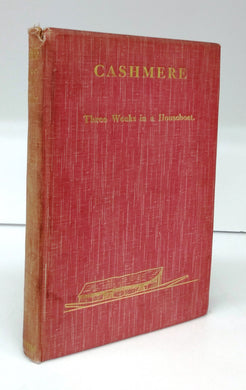 CASHMERE
Three Weeks in a Houseboat.